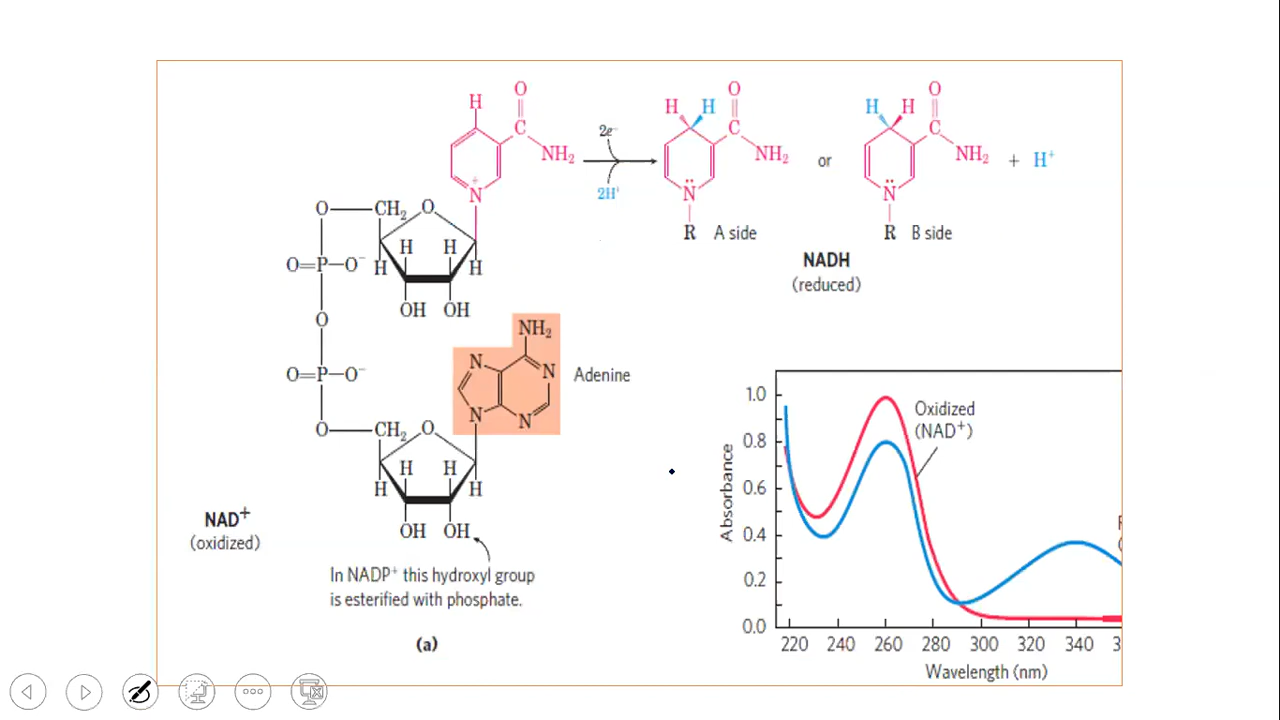 H
O
C
NH₂
+
N
2e⁻
2H⁺
H H
O
C
NH₂
N
R A side
or
H H
O
C
NH₂
N
R B side
+ H⁺
NADH
(reduced)
O CH₂ O
O=P—O⁻
H H H H
OH OH
O
O=P—O⁻
NH₂
N
N
N
N
Adenine
O CH₂ O
H H H H
OH OH
NAD⁺
(oxidized)
In NADP⁺ this hydroxyl group
is esterified with phosphate.
(a)
Absorbance
1.0
0.8
0.6
0.4
0.2
0.0
Oxidized
(NAD⁺)
220 240 260 280 300 320 340
Wavelength (nm)